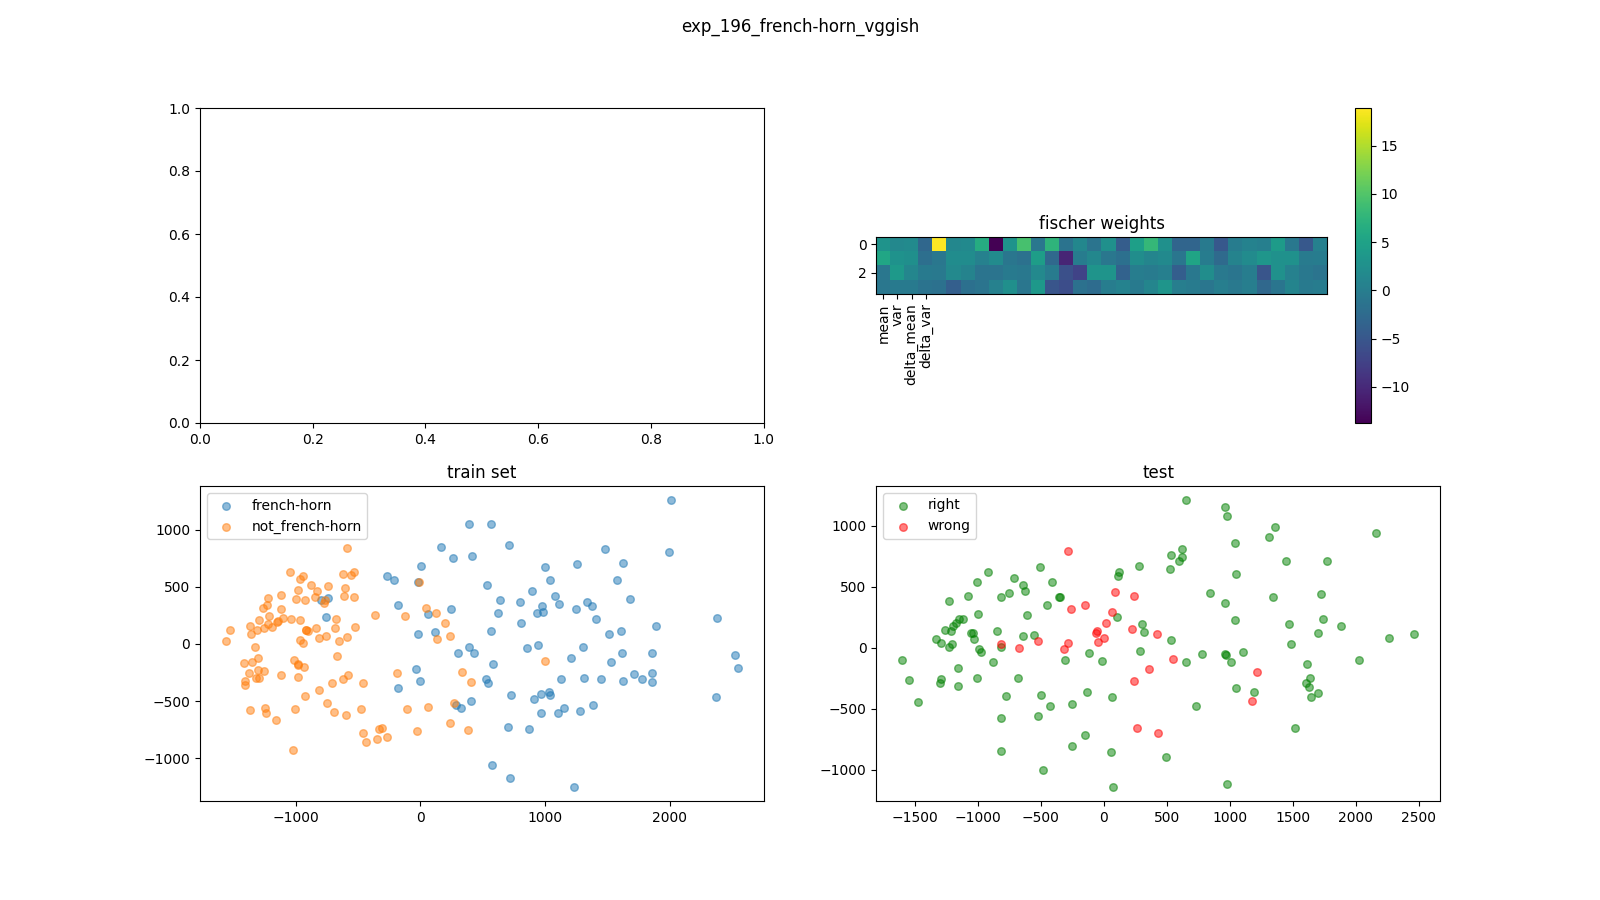 exp_196_french-horn_vggish
1.0
0.8
0.6
0.4
0.2
0.0
0.0 0.2 0.4 0.6 0.8 1.0
fischer weights
0
2
mean
var
delta_mean
delta_var
15
10
5
0
−5
−10
train set
french-horn
not_french-horn
1000
500
0
−500
−1000
−1000 0 1000 2000
test
right
wrong
1000
500
0
−500
−1000
−1500 −1000 −500 0 500 1000 1500 2000 2500